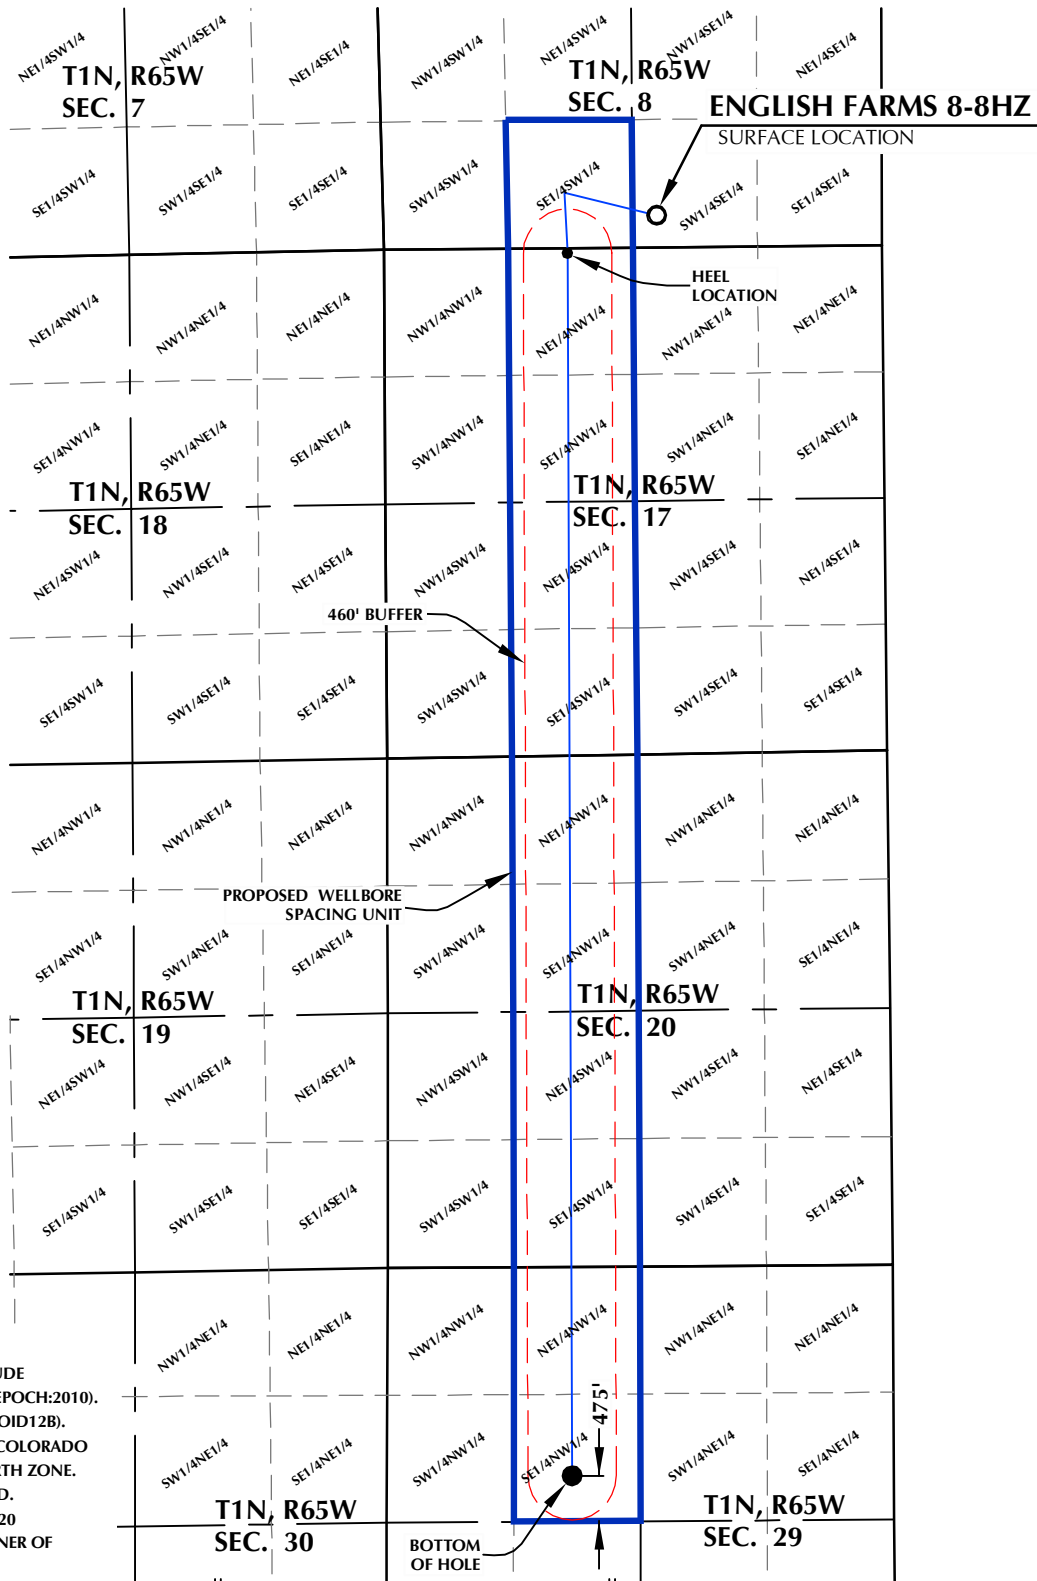 NE1/4SW1/4
NW1/4SE1/4
NE1/4SE1/4
NW1/4SW1/4
NE1/4SW1/4
NW1/4SE1/4
NE1/4SE1/4
T1N, R65W
SEC. 7
T1N, R65W
SEC. 8
ENGLISH FARMS 8-8HZ
SURFACE LOCATION
SE1/4SW1/4
SW1/4SE1/4
SE1/4SE1/4
SW1/4SW1/4
SE1/4SW1/4
SW1/4SE1/4
SE1/4SE1/4
HEEL
LOCATION
NE1/4NW1/4
NW1/4NE1/4
NE1/4NE1/4
NW1/4NW1/4
NE1/4NW1/4
NW1/4NE1/4
NE1/4NE1/4
SE1/4NW1/4
SW1/4NE1/4
SE1/4NE1/4
SW1/4NW1/4
SE1/4NW1/4
SW1/4NE1/4
SE1/4NE1/4
T1N, R65W
SEC. 18
T1N, R65W
SEC. 17
NE1/4SW1/4
NW1/4SE1/4
NE1/4SE1/4
NW1/4SW1/4
NE1/4SW1/4
NW1/4SE1/4
NE1/4SE1/4
460' BUFFER
SE1/4SW1/4
SW1/4SE1/4
SE1/4SE1/4
SW1/4SW1/4
SE1/4SW1/4
SW1/4SE1/4
SE1/4SE1/4
NE1/4NW1/4
NW1/4NE1/4
NE1/4NE1/4
NW1/4NW1/4
NE1/4NW1/4
NW1/4NE1/4
NE1/4NE1/4
PROPOSED WELLBORE
SPACING UNIT
SE1/4NW1/4
SW1/4NE1/4
SE1/4NE1/4
SW1/4NW1/4
SE1/4NW1/4
SW1/4NE1/4
SE1/4NE1/4
T1N, R65W
SEC. 19
T1N, R65W
SEC. 20
NE1/4SW1/4
NW1/4SE1/4
NE1/4SE1/4
NW1/4SW1/4
NE1/4SW1/4
NW1/4SE1/4
NE1/4SE1/4
SE1/4SW1/4
SW1/4SE1/4
SE1/4SE1/4
SW1/4SW1/4
SE1/4SW1/4
SW1/4SE1/4
SE1/4SE1/4
NW1/4NE1/4
NE1/4NE1/4
NW1/4NW1/4
NE1/4NW1/4
NW1/4NE1/4
NE1/4NE1/4
UDE
EPOCH:2010).
OID12B).
COLORADO
RTH ZONE.
D.
20
NER OF
475'
SW1/4NE1/4
SE1/4NE1/4
SW1/4NW1/4
SE1/4NW1/4
SW1/4NE1/4
SE1/4NE1/4
T1N, R65W
SEC. 30
T1N, R65W
SEC. 29
BOTTOM
OF HOLE